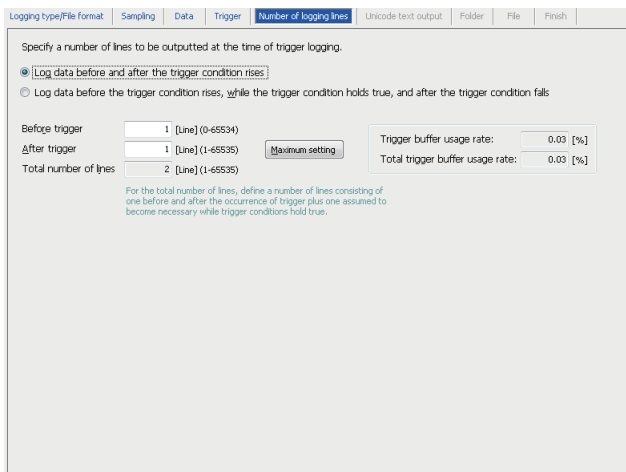 Logging type/File format Sampling Data Trigger Number of logging lines Unicode text output Folder File Finish
Specify a number of lines to be outputted at the time of trigger logging.
Log data before and after the trigger condition rises
Log data before the trigger condition rises, while the trigger condition holds true, and after the trigger condition falls
Before trigger 1 [Line] (0-65534)
After trigger 1 [Line] (1-65535) Maximum setting
Total number of lines 2 [Line] (1-65535)
Trigger buffer usage rate: 0.03 [%]
Total trigger buffer usage rate: 0.03 [%]
For the total number of lines, define a number of lines consisting of
one before and after the occurrence of trigger plus one assumed to
become necessary while trigger conditions hold true.